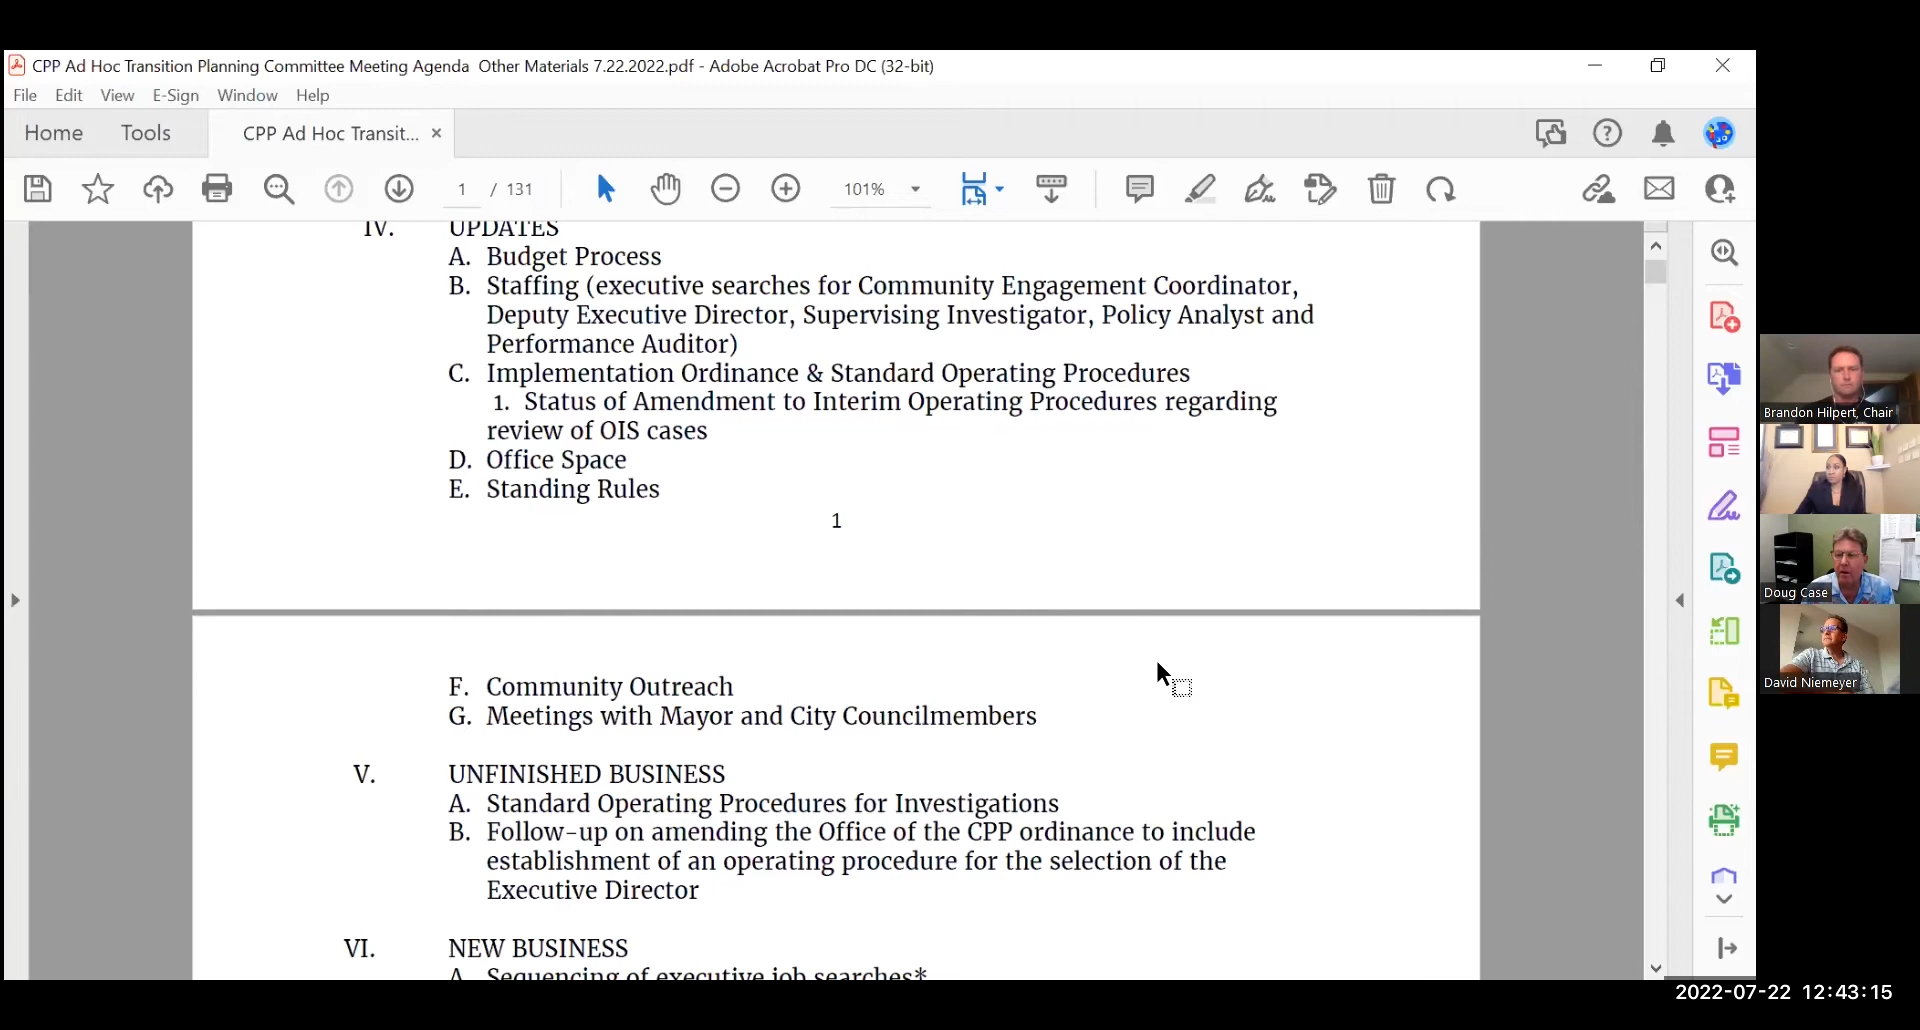 CPP Ad Hoc Transition Planning Committee Meeting Agenda  Other Materials 7.22.2022.pdf - Adobe Acrobat Pro DC (32-bit)
File Edit View E-Sign Window Help
Home Tools CPP Ad Hoc Transit... ×
1 / 131 101%
IV. UPDATES
A. Budget Process
B. Staffing (executive searches for Community Engagement Coordinator,
Deputy Executive Director, Supervising Investigator, Policy Analyst and
Performance Auditor)
C. Implementation Ordinance & Standard Operating Procedures
1. Status of Amendment to Interim Operating Procedures regarding
review of OIS cases
D. Office Space
E. Standing Rules
1
F. Community Outreach
G. Meetings with Mayor and City Councilmembers
V. UNFINISHED BUSINESS
A. Standard Operating Procedures for Investigations
B. Follow-up on amending the Office of the CPP ordinance to include
establishment of an operating procedure for the selection of the
Executive Director
VI. NEW BUSINESS
A. Sequencing of executive job searches*
Brandon Hilpert, Chair
Doug Case
David Niemeyer
2022-07-22 12:43:15